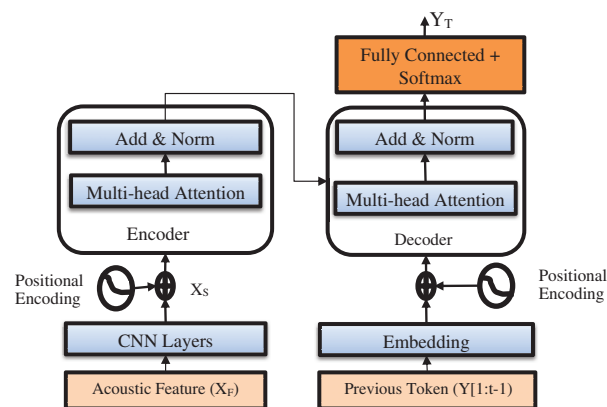 Y_T
Fully Connected +
Softmax
Add & Norm
Multi-head Attention
Encoder
Add & Norm
Multi-head Attention
Decoder
Positional
Encoding
X_S
Positional
Encoding
CNN Layers
Embedding
Acoustic Feature (X_F)
Previous Token (Y[1:t-1)